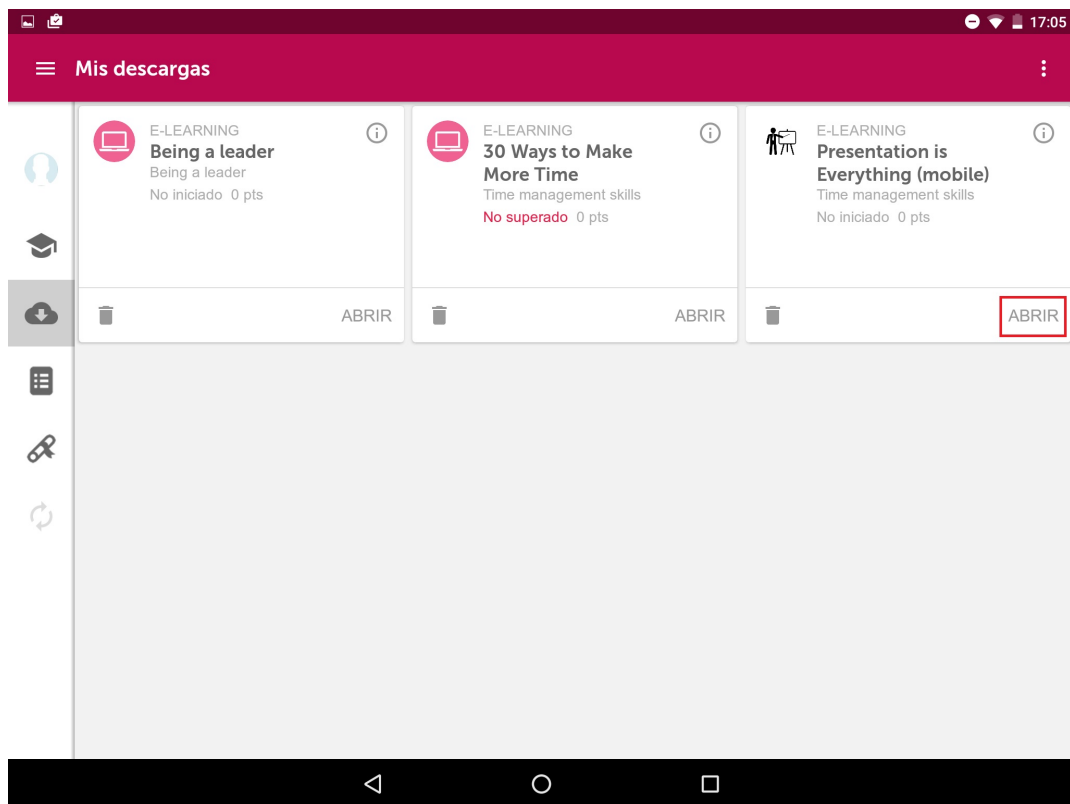 17:05
Mis descargas
E-LEARNING
Being a leader
Being a leader
No iniciado 0 pts
ABRIR
E-LEARNING
30 Ways to Make
More Time
Time management skills
No superado 0 pts
ABRIR
E-LEARNING
Presentation is
Everything (mobile)
Time management skills
No iniciado 0 pts
ABRIR